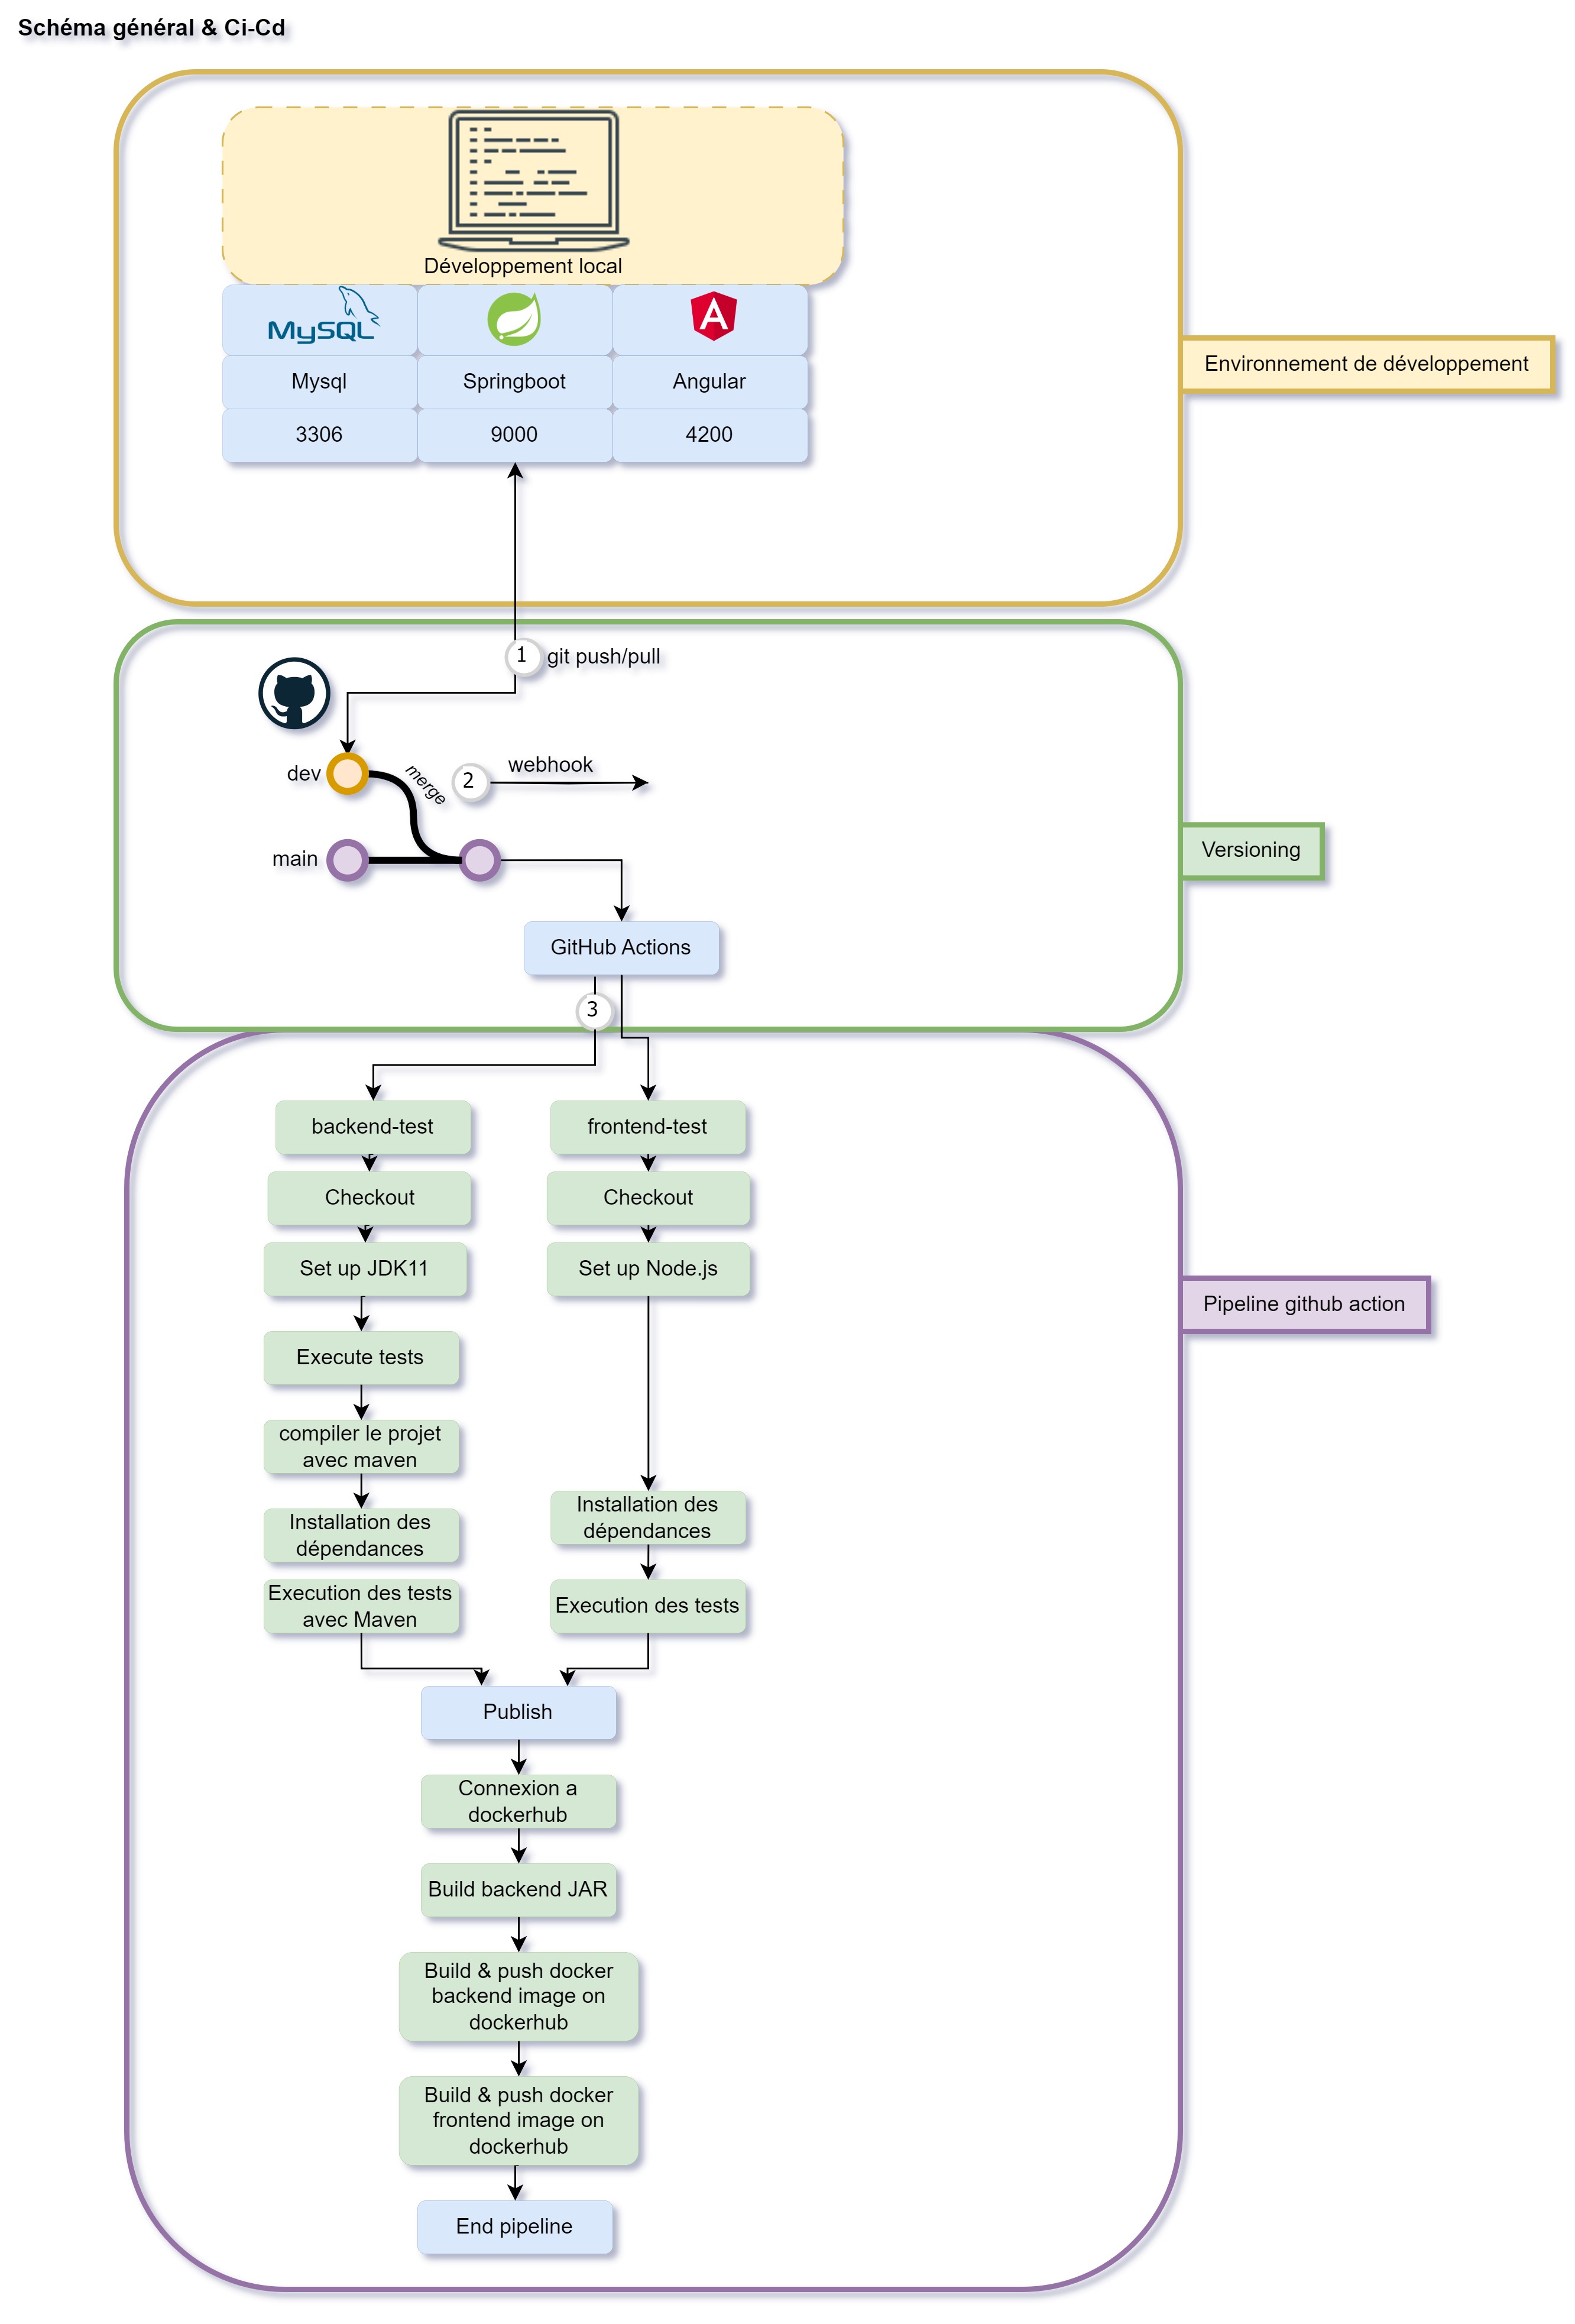 Schéma général & Ci-Cd
Développement local
MySQL
Mysql
Springboot
Angular
3306
9000
4200
Environnement de développement
1
git push/pull
dev
merge
2
webhook
main
Versioning
GitHub Actions
3
backend-test
frontend-test
Checkout
Checkout
Set up JDK11
Set up Node.js
Pipeline github action
Execute tests
compiler le projet
avec maven
Installation des
dépendances
Installation des
dépendances
Execution des tests
avec Maven
Execution des tests
Publish
Connexion a
dockerhub
Build backend JAR
Build & push docker
backend image on
dockerhub
Build & push docker
frontend image on
dockerhub
End pipeline